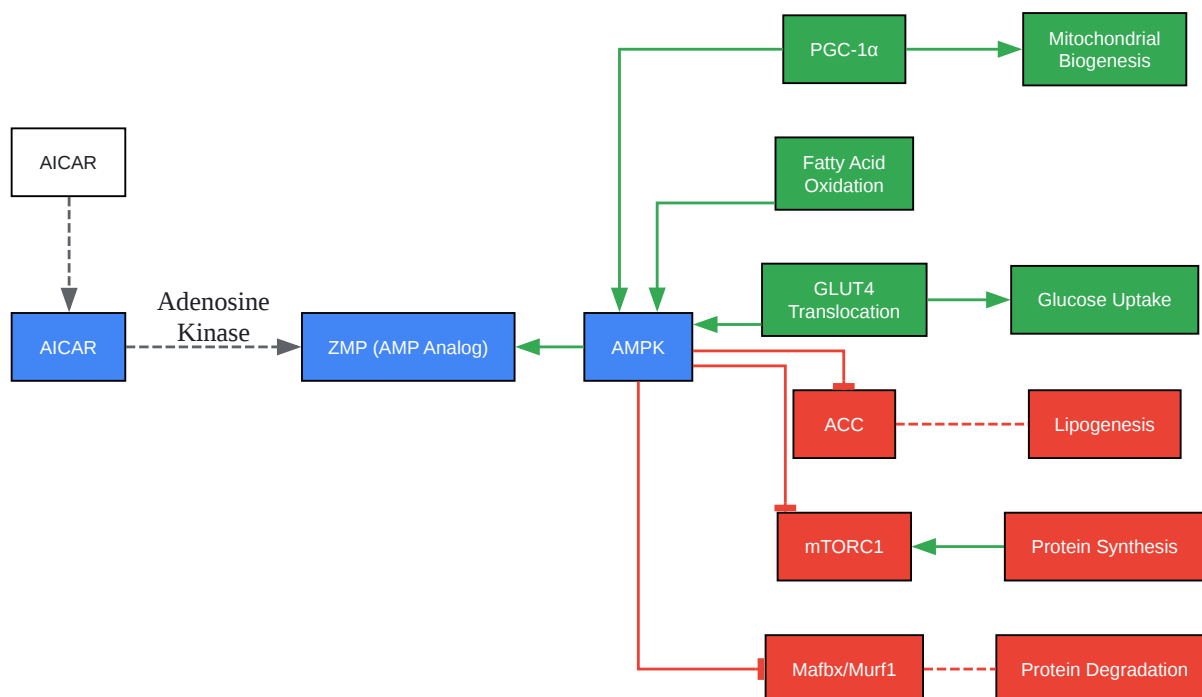 PGC-1α
Mitochondrial
Biogenesis
AICAR
Fatty Acid
Oxidation
GLUT4
Translocation
Glucose Uptake
Adenosine
Kinase
AICAR
ZMP (AMP Analog)
AMPK
ACC
Lipogenesis
mTORC1
Protein Synthesis
Mafbx/Murf1
Protein Degradation